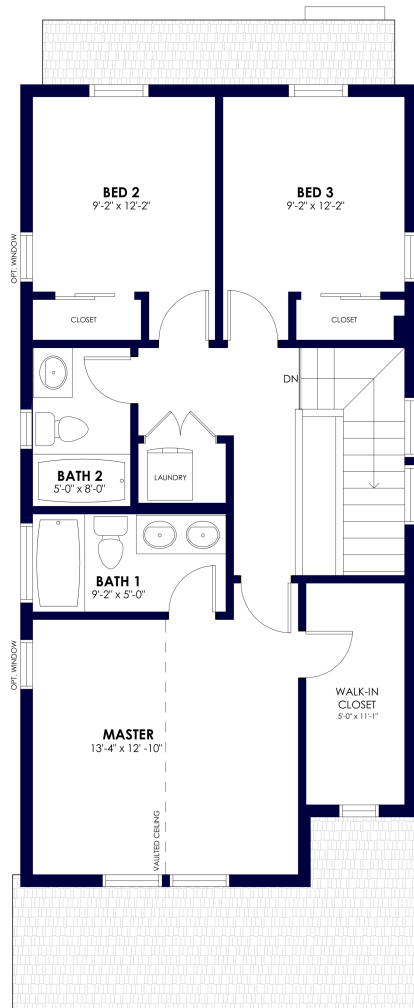 BED 2
9'-2" x 12'-2"
BED 3
9'-2" x 12'-2"
OPT. WINDOW
CLOSET
CLOSET
DN
BATH 2
5'-0" x 8'-0"
LAUNDRY
BATH 1
9'-2" x 5"-0"
OPT. WINDOW
WALK-IN
CLOSET
5'-0" x 11'-1"
MASTER
13'-4" x 12' -10"
VAULTED CEILING